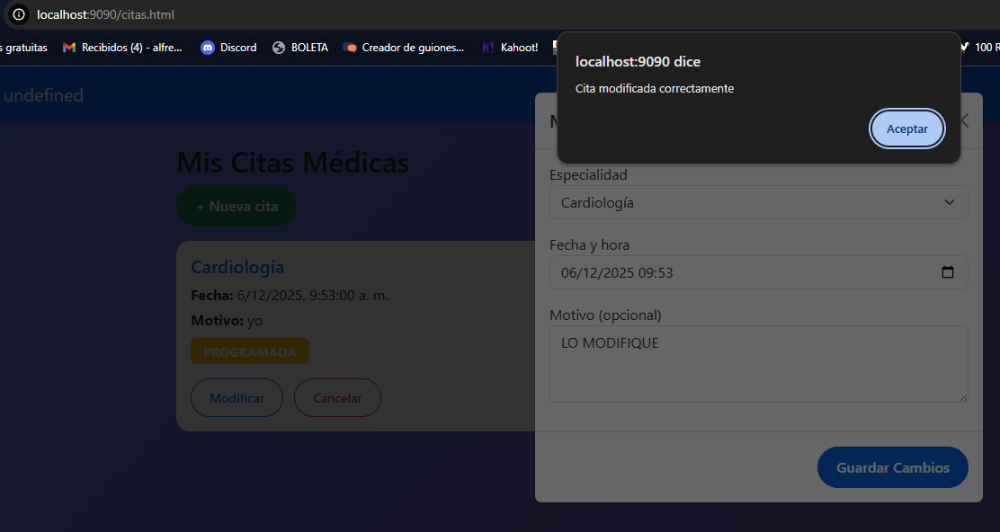 localhost:9090/citas.html
s gratuitas
Recibidos (4) - alfre...
Discord
BOLETA
Creador de guiones...
Kahoot!
100 R
localhost:9090 dice
Cita modificada correctamente
Aceptar
undefined
Mis Citas Médicas
+ Nueva cita
Cardiología
Fecha: 6/12/2025, 9:53:00 a. m.
Motivo: yo
PROGRAMADA
Modificar
Cancelar
Especialidad
Cardiología
Fecha y hora
06/12/2025 09:53
Motivo (opcional)
LO MODIFIQUE
Guardar Cambios